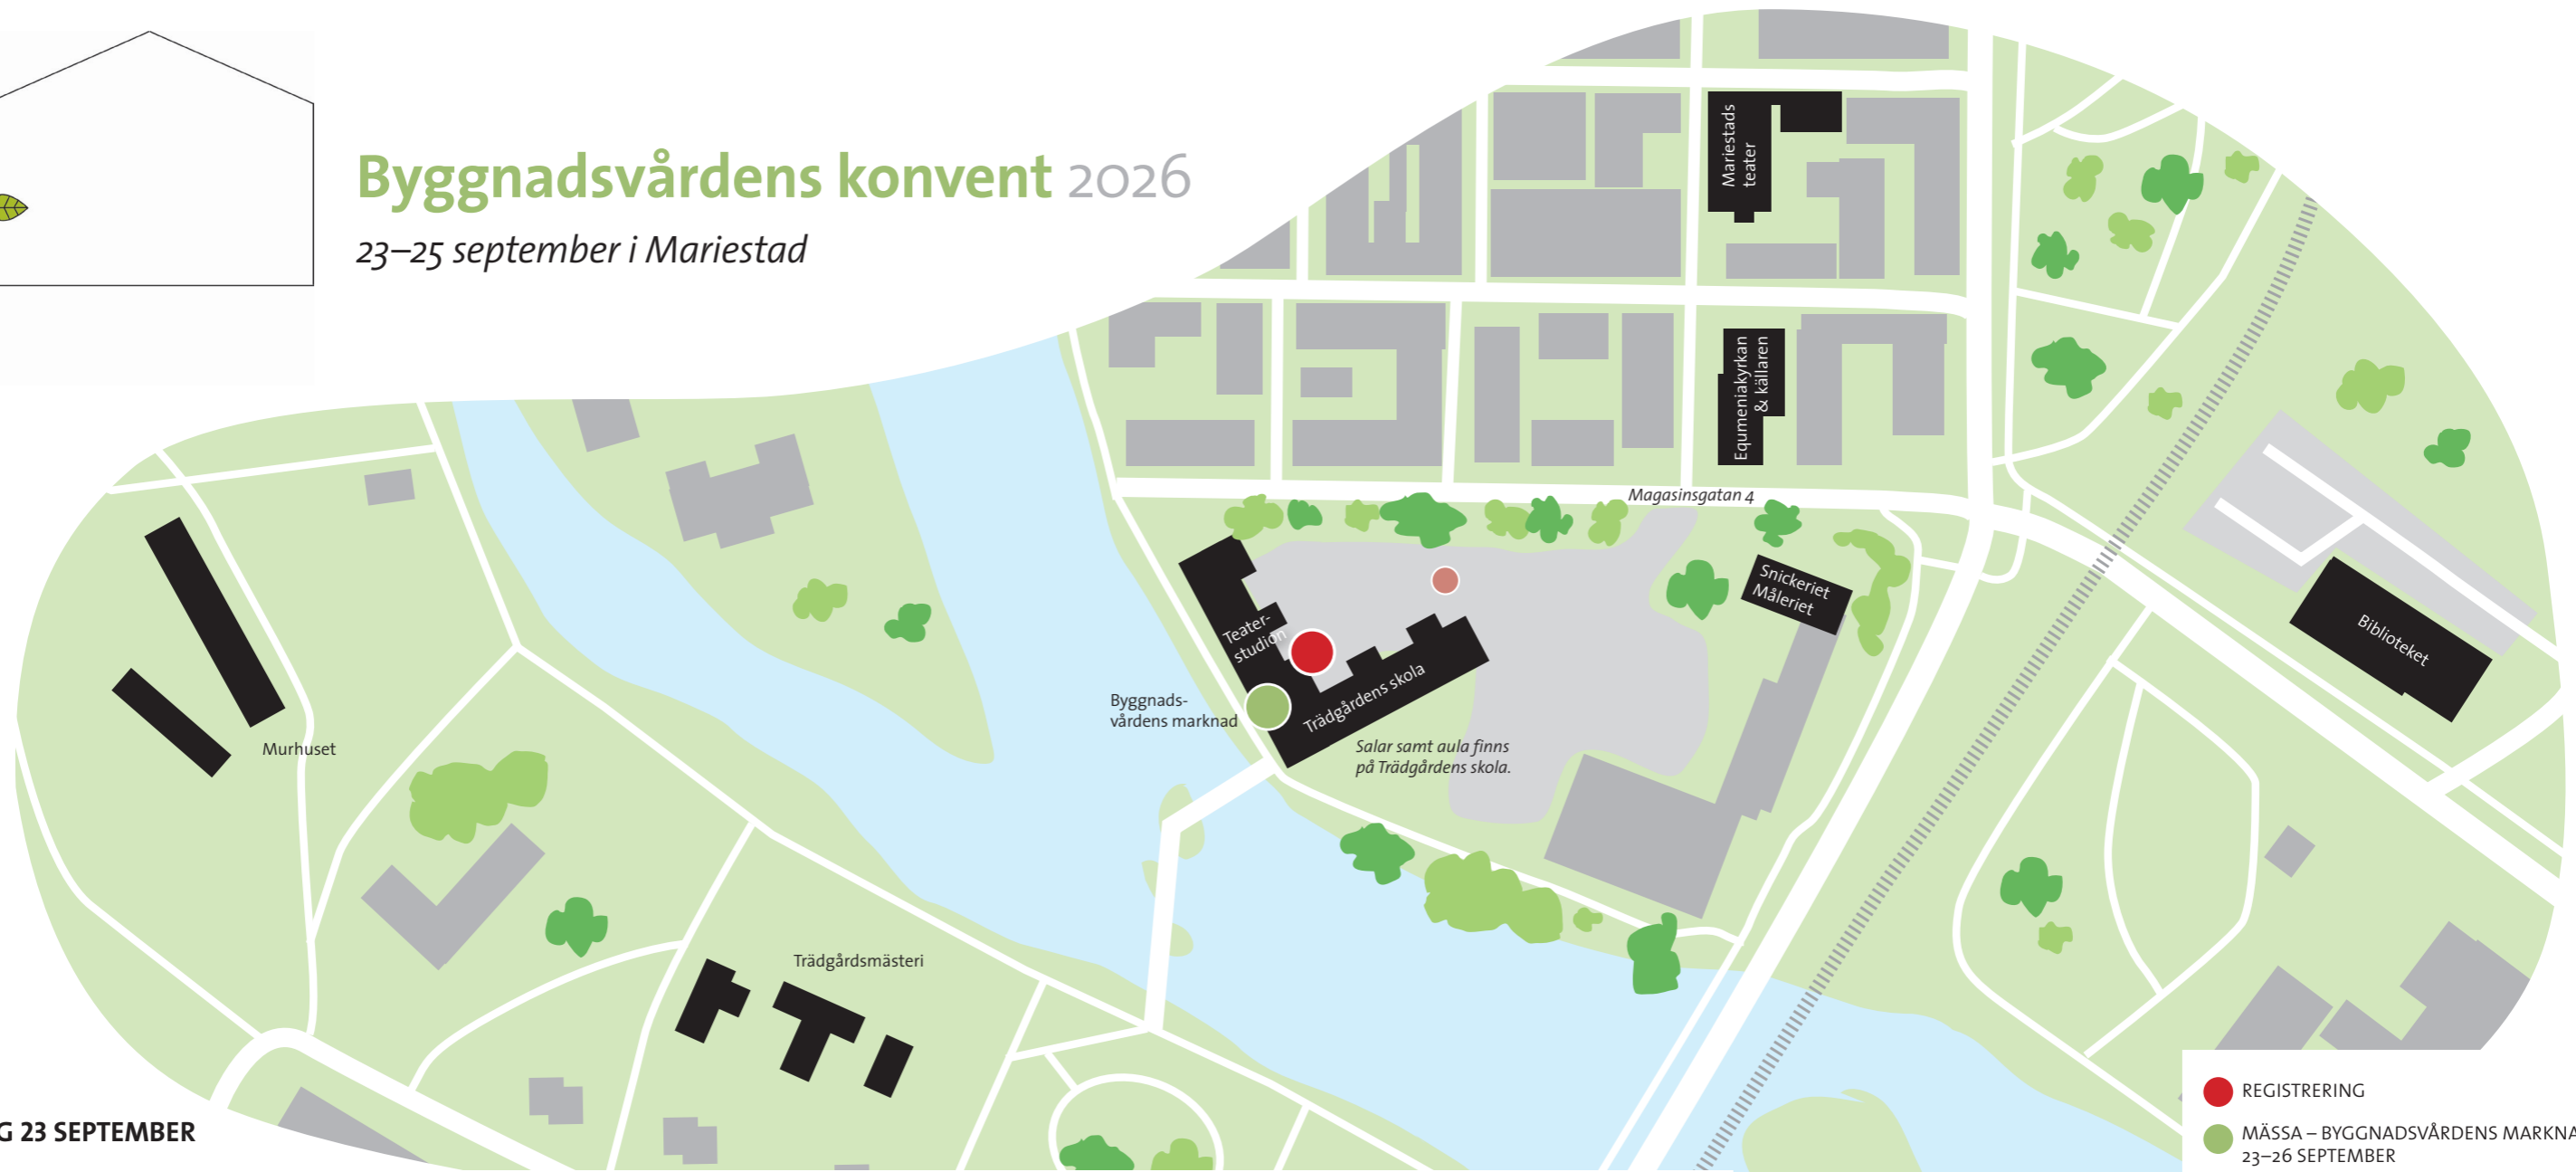 Byggnadsvårdens konvent 2026
23–25 september i Mariestad
Mariestads
teater
Equmeniakyrkan
& källaren
Magasinsgatan 4
Snickeriet
Måleriet
Biblioteket
Teater-
studion
Trädgårdens skola
Byggnads-
vårdens marknad
Salar samt aula finns
på Trädgårdens skola.
Murhuset
Trädgårdsmästeri
G 23 SEPTEMBER
REGISTRERING
MÄSSA – BYGGNADSVÅRDENS MARKNA
23–26 SEPTEMBER